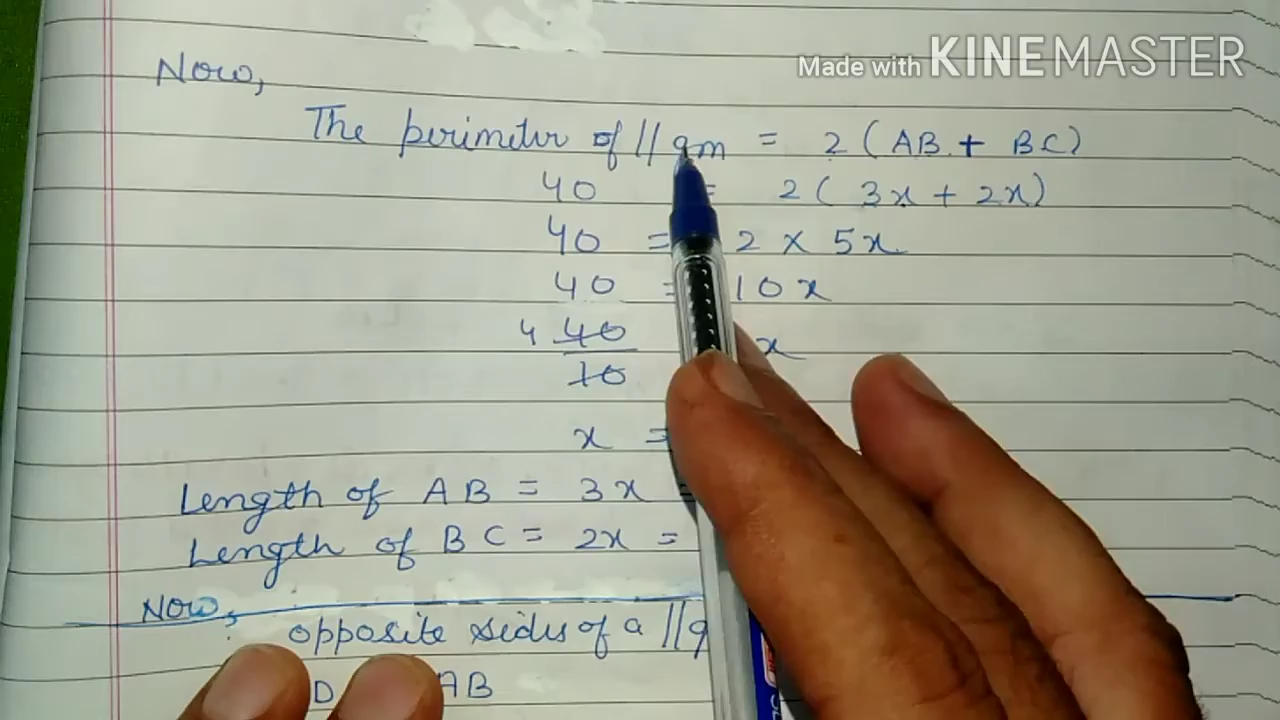 Made with KINEMASTER
Now,
The perimeter of ||gm = 2 ( AB + BC )
40 = 2 ( 3x + 2x )
40 = 2 × 5x
40 = 10x
4 40
10 x
x =
Length of AB = 3x =
Length of BC = 2x =
Now,
opposite sides of a ||g
D AB